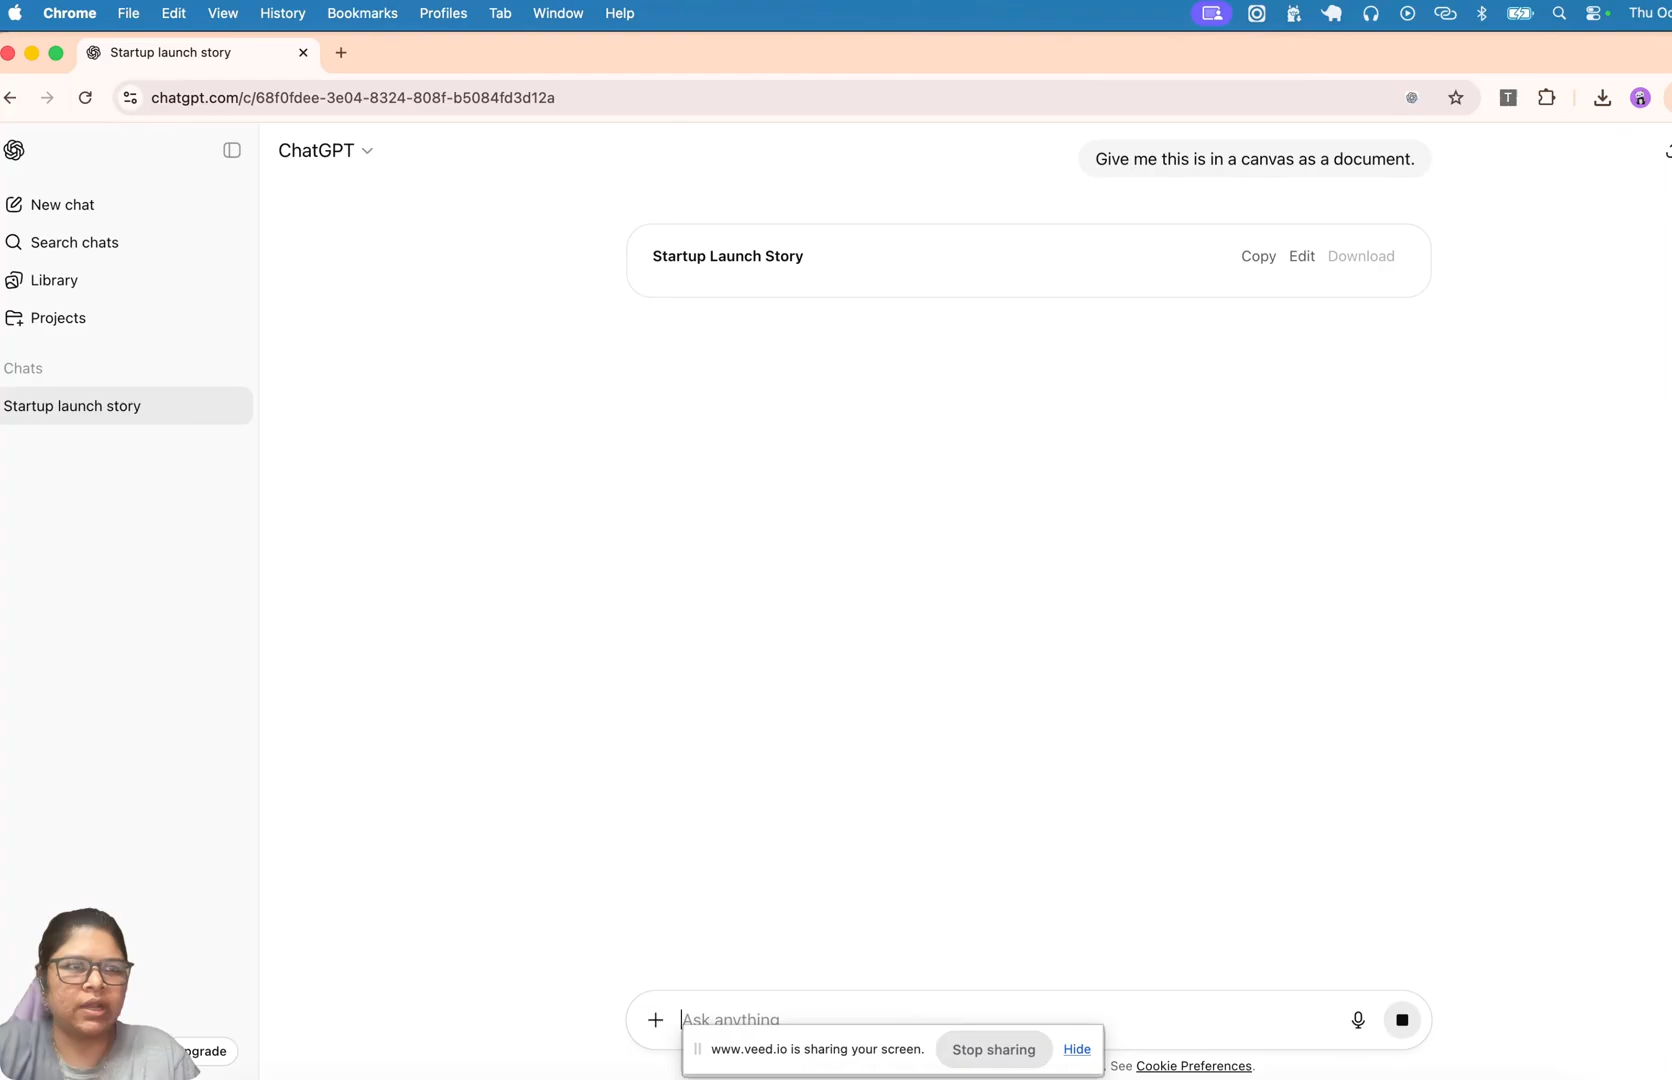 Chrome File Edit View History Bookmarks Profiles Tab Window Help
Startup launch story
chatgpt.com/c/68f0fdee-3e04-8324-808f-b5084fd3d12a
T
ChatGPT
Give me this is in a canvas as a document.
New chat
Search chats
Library
Projects
Chats
Startup launch story
Startup Launch Story
Copy Edit Download
Ask anything
www.veed.io is sharing your screen. Stop sharing Hide
. See Cookie Preferences.